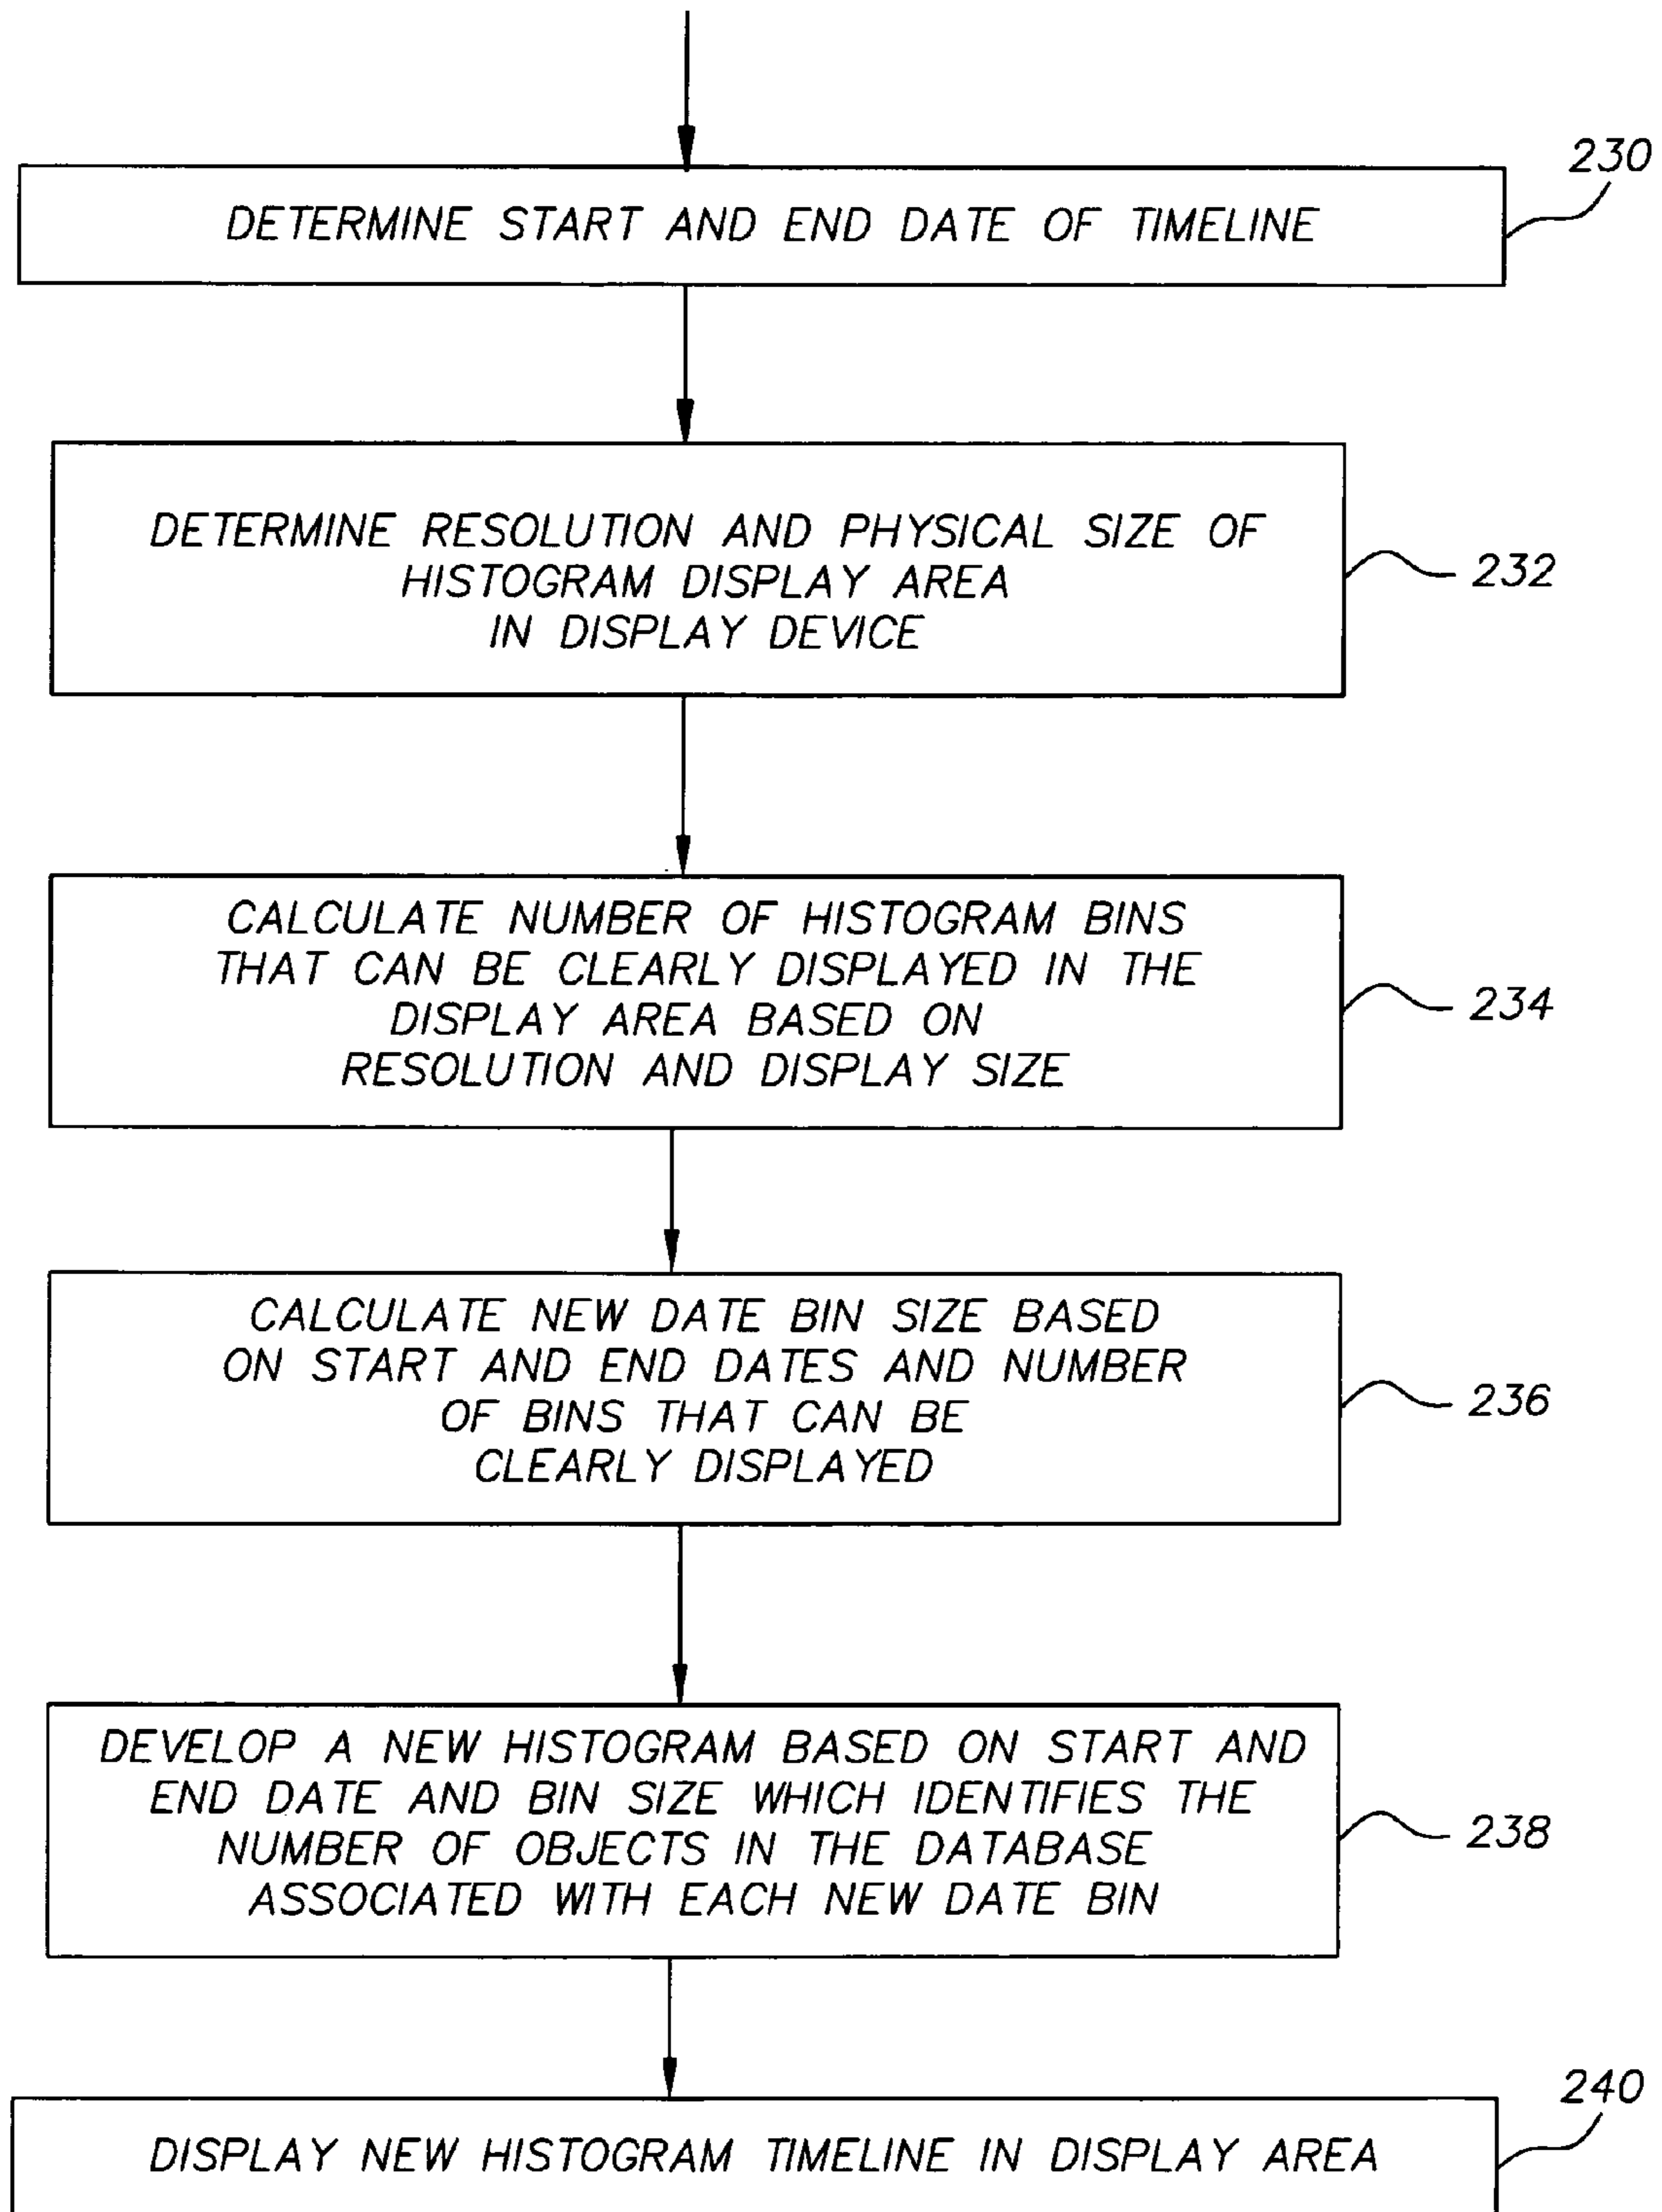 230
DETERMINE START AND END DATE OF TIMELINE
DETERMINE RESOLUTION AND PHYSICAL SIZE OF
HISTOGRAM DISPLAY AREA
IN DISPLAY DEVICE
232
CALCULATE NUMBER OF HISTOGRAM BINS
THAT CAN BE CLEARLY DISPLAYED IN THE
DISPLAY AREA BASED ON
RESOLUTION AND DISPLAY SIZE
234
CALCULATE NEW DATE BIN SIZE BASED
ON START AND END DATES AND NUMBER
OF BINS THAT CAN BE
CLEARLY DISPLAYED
236
DEVELOP A NEW HISTOGRAM BASED ON START AND
END DATE AND BIN SIZE WHICH IDENTIFIES THE
NUMBER OF OBJECTS IN THE DATABASE
ASSOCIATED WITH EACH NEW DATE BIN
238
240
DISPLAY NEW HISTOGRAM TIMELINE IN DISPLAY AREA